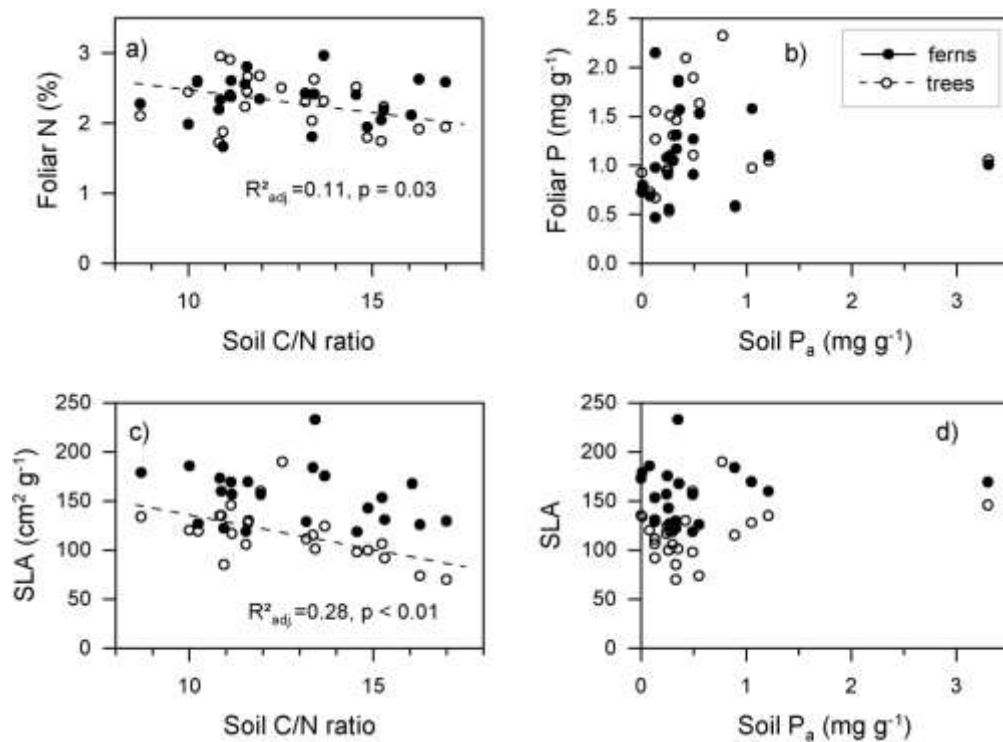 a)
Foliar N (%)
3
2
1
0
R²adj.=0.11, p = 0.03
10
15
Soil C/N ratio
b)
Foliar P (mg g⁻¹)
2.5
2.0
1.5
1.0
0.5
0.0
ferns
trees
0
1
2
3
Soil Pa (mg g⁻¹)
c)
SLA (cm² g⁻¹)
250
200
150
100
50
0
R²adj.=0.28, p < 0.01
10
15
Soil C/N ratio
d)
SLA
250
200
150
100
50
0
0
1
2
3
Soil Pa (mg g⁻¹)